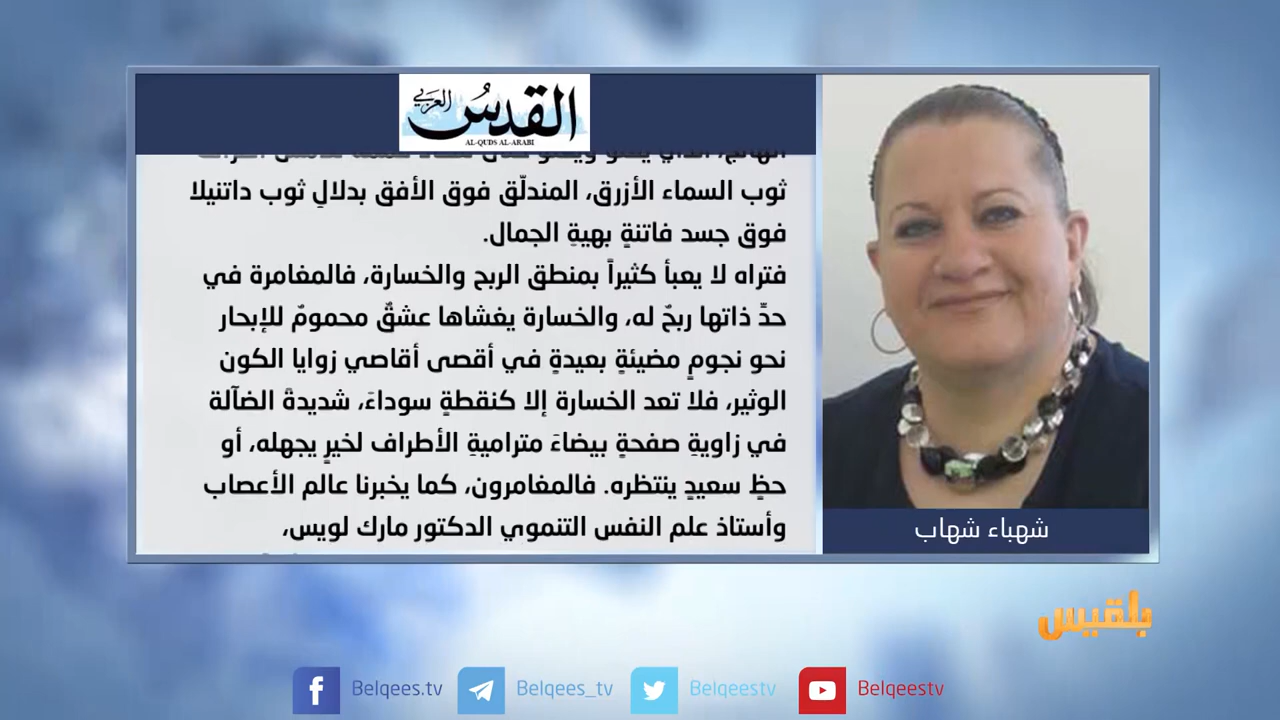 القدس العربي
AL-QUDS AL-ARABI
ثوب السماء الأزرق، المندلّق فوق الأفق بدلالِ ثوب داتنيلا
فوق جسد فاتنةٍ بهيةِ الجمال.
فتراه لا يعبأ كثيراً بمنطق الربح والخسارة، فالمغامرة في
حدِّ ذاتها ربحٌ له، والخسارة يغشاها عشقٌ محمومٌ للإبحار
نحو نجومٍ مضيئةٍ بعيدةٍ في أقصى أقاصي زوايا الكون
الوثير، فلا تعد الخسارة إلا كنقطةٍ سوداءَ، شديدةَ الضآلة
في زاويةِ صفحةٍ بيضاءَ متراميةِ الأطراف لخيرٍ يجهله، أو
حظٍ سعيدٍ ينتظره. فالمغامرون، كما يخبرنا عالم الأعصاب
وأستاذ علم النفس التنموي الدكتور مارك لويس،
شهباء شهاب
بلقيس
Belqees.tv
Belqees_tv
Belqeestv
Belqeestv